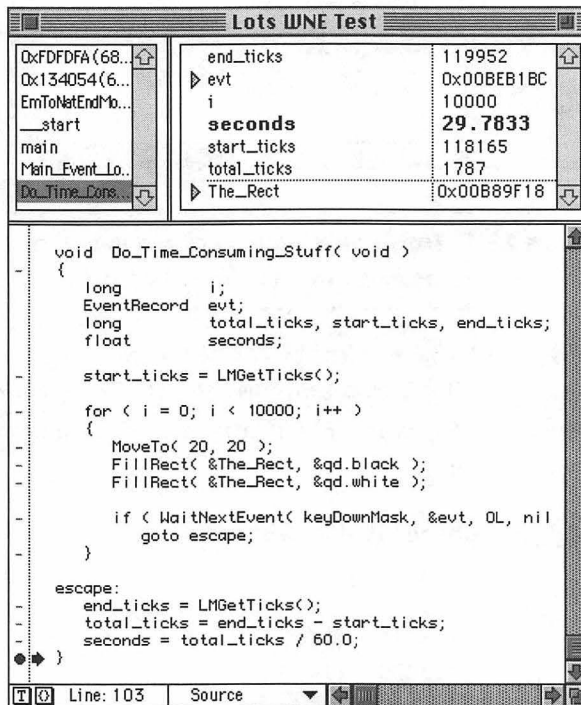 Lots WNE Test
0xFDFDFA(68...
0x134054(6...
EmToNatEndMo...
__start
main
Main_Event_Lo...
Do_Time_Cons...
end_ticks 119952
evt 0x00BEB1BC
i 10000
seconds 29.7833
start_ticks 118165
total_ticks 1787
The_Rect 0x00B89F18
void Do_Time_Consuming_Stuff( void )
{
long i;
EventRecord evt;
long total_ticks, start_ticks, end_ticks;
float seconds;
start_ticks = LMGetTicks();
for ( i = 0; i < 10000; i++ )
{
MoveTo( 20, 20 );
FillRect( &The_Rect, &qd.black );
FillRect( &The_Rect, &qd.white );
if ( WaitNextEvent( keyDownMask, &evt, 0L, nil
goto escape;
}
escape:
end_ticks = LMGetTicks();
total_ticks = end_ticks - start_ticks;
seconds = total_ticks / 60.0;
}
Line: 103 Source